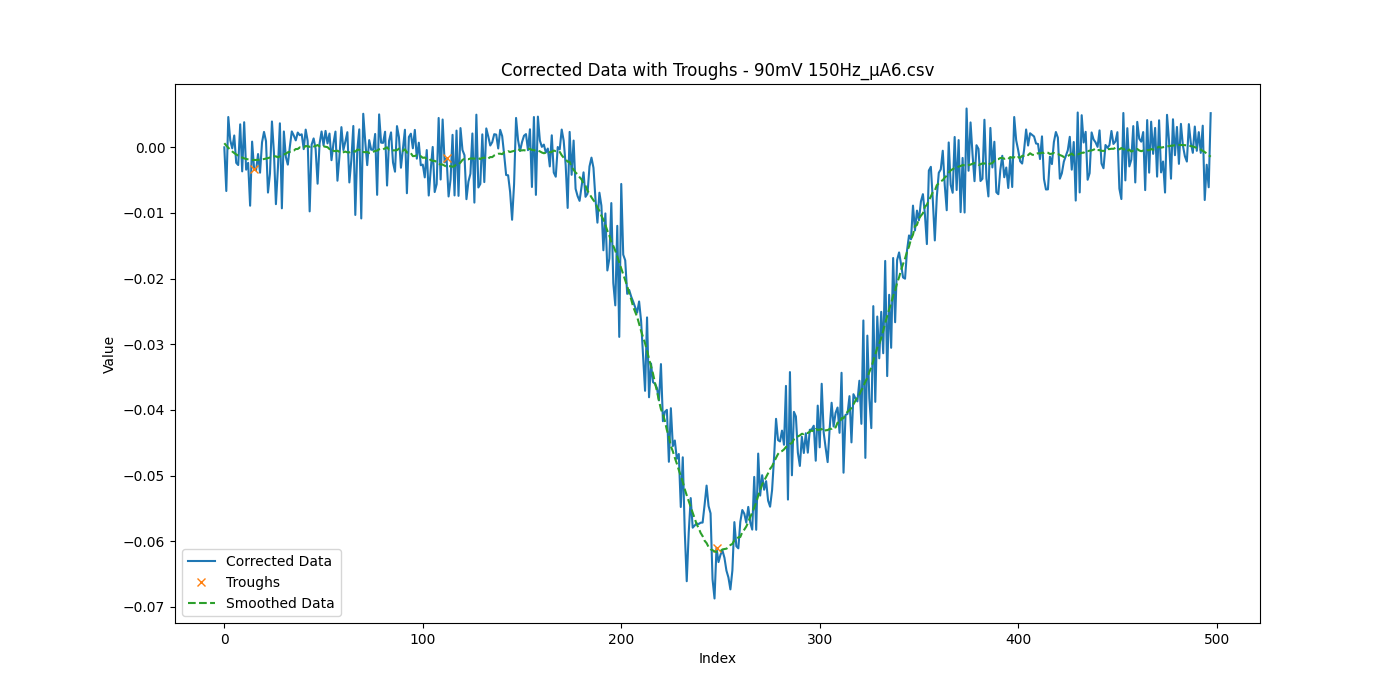 Corrected Data with Troughs - 90mV 150Hz_µA6.csv
Value
0.00
−0.01
−0.02
−0.03
−0.04
−0.05
−0.06
−0.07
Corrected Data
Troughs
Smoothed Data
0 100 200 300 400 500
Index